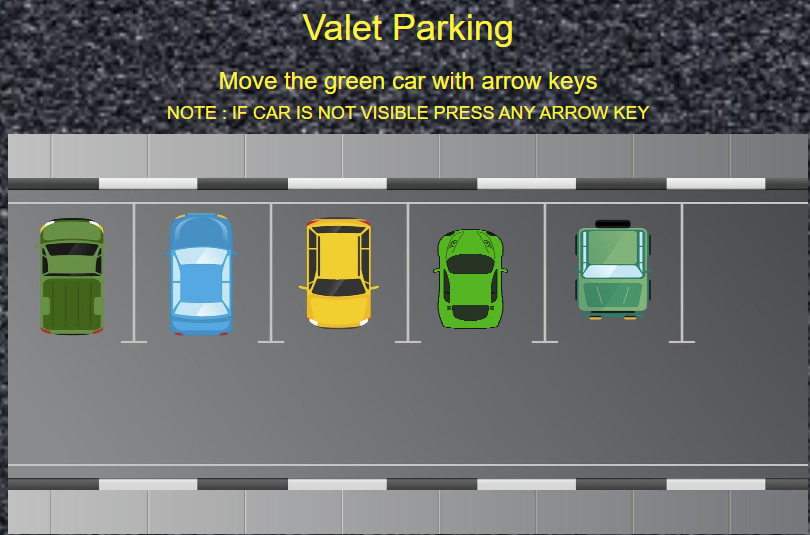 Valet Parking
Move the green car with arrow keys
NOTE : IF CAR IS NOT VISIBLE PRESS ANY ARROW KEY